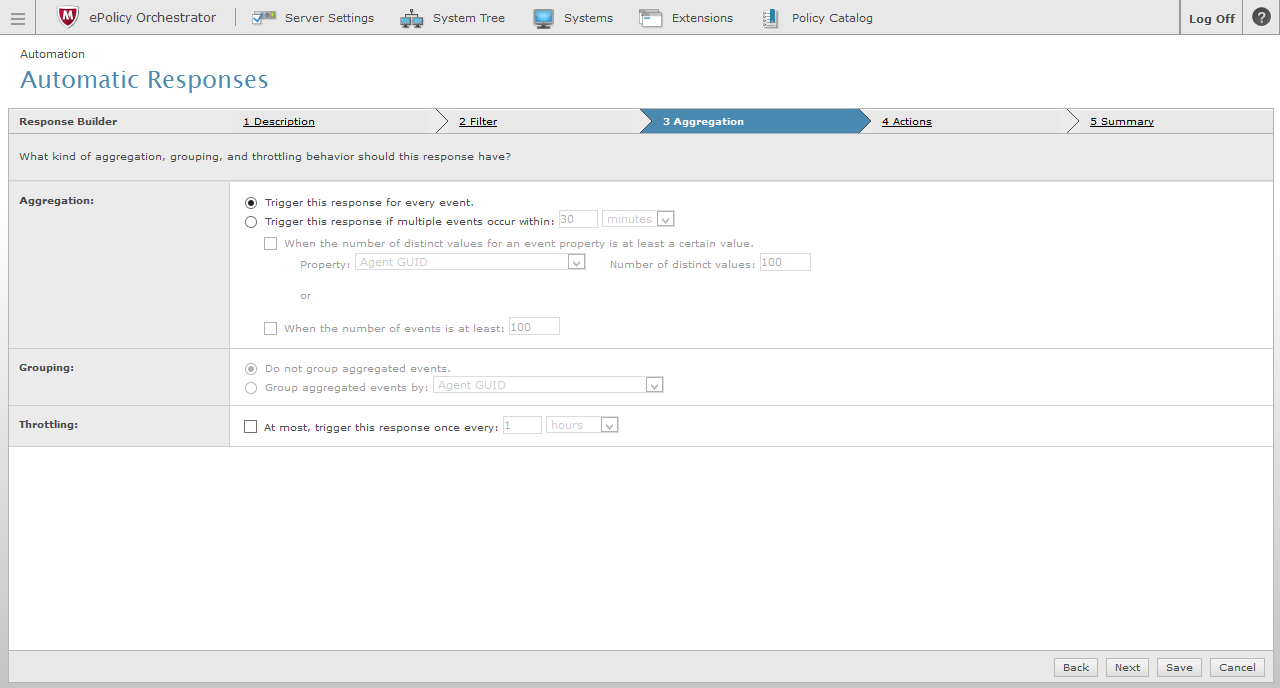 ePolicy Orchestrator Server Settings System Tree Systems Extensions Policy Catalog Log Off ?
Automation
Automatic Responses
Response Builder 1 Description 2 Filter 3 Aggregation 4 Actions 5 Summary
What kind of aggregation, grouping, and throttling behavior should this response have?
Aggregation: Trigger this response for every event.
Trigger this response if multiple events occur within: 30 minutes
When the number of distinct values for an event property is at least a certain value.
Property: Agent GUID Number of distinct values: 100
or
When the number of events is at least: 100
Grouping: Do not group aggregated events.
Group aggregated events by: Agent GUID
Throttling: At most, trigger this response once every: 1 hours
Back Next Save Cancel